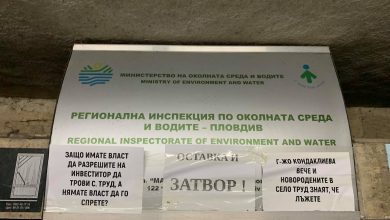 МИНИСТЕРСТВО НА ОКОЛНАТА СРЕДА И ВОДИТЕ
MINISTRY OF ENVIRONMENT AND WATER
РЕГИОНАЛНА ИНСПЕКЦИЯ ПО ОКОЛНАТА СРЕДА
И ВОДИТЕ – ПЛОВДИВ
REGIONAL INSPECTORATE OF ENVIRONMENT AND WATER
ЗАЩО ИМАТЕ ВЛАСТ
ДА РАЗРЕШИТЕ НА
ИНВЕСТИТОР ДА
ТРОВИ С. ТРУД, А
НЯМАТЕ ВЛАСТ ДА ГО
СПРЕТЕ?
ОСТАВКА И
ЗАТВОР !
Г-ЖО КОНДАКЛИЕВА
ВЕЧЕ И
НОВОРОДЕНИТЕ В
СЕЛО ТРУД ЗНАЯТ, ЧЕ
ЛЪЖЕТЕ